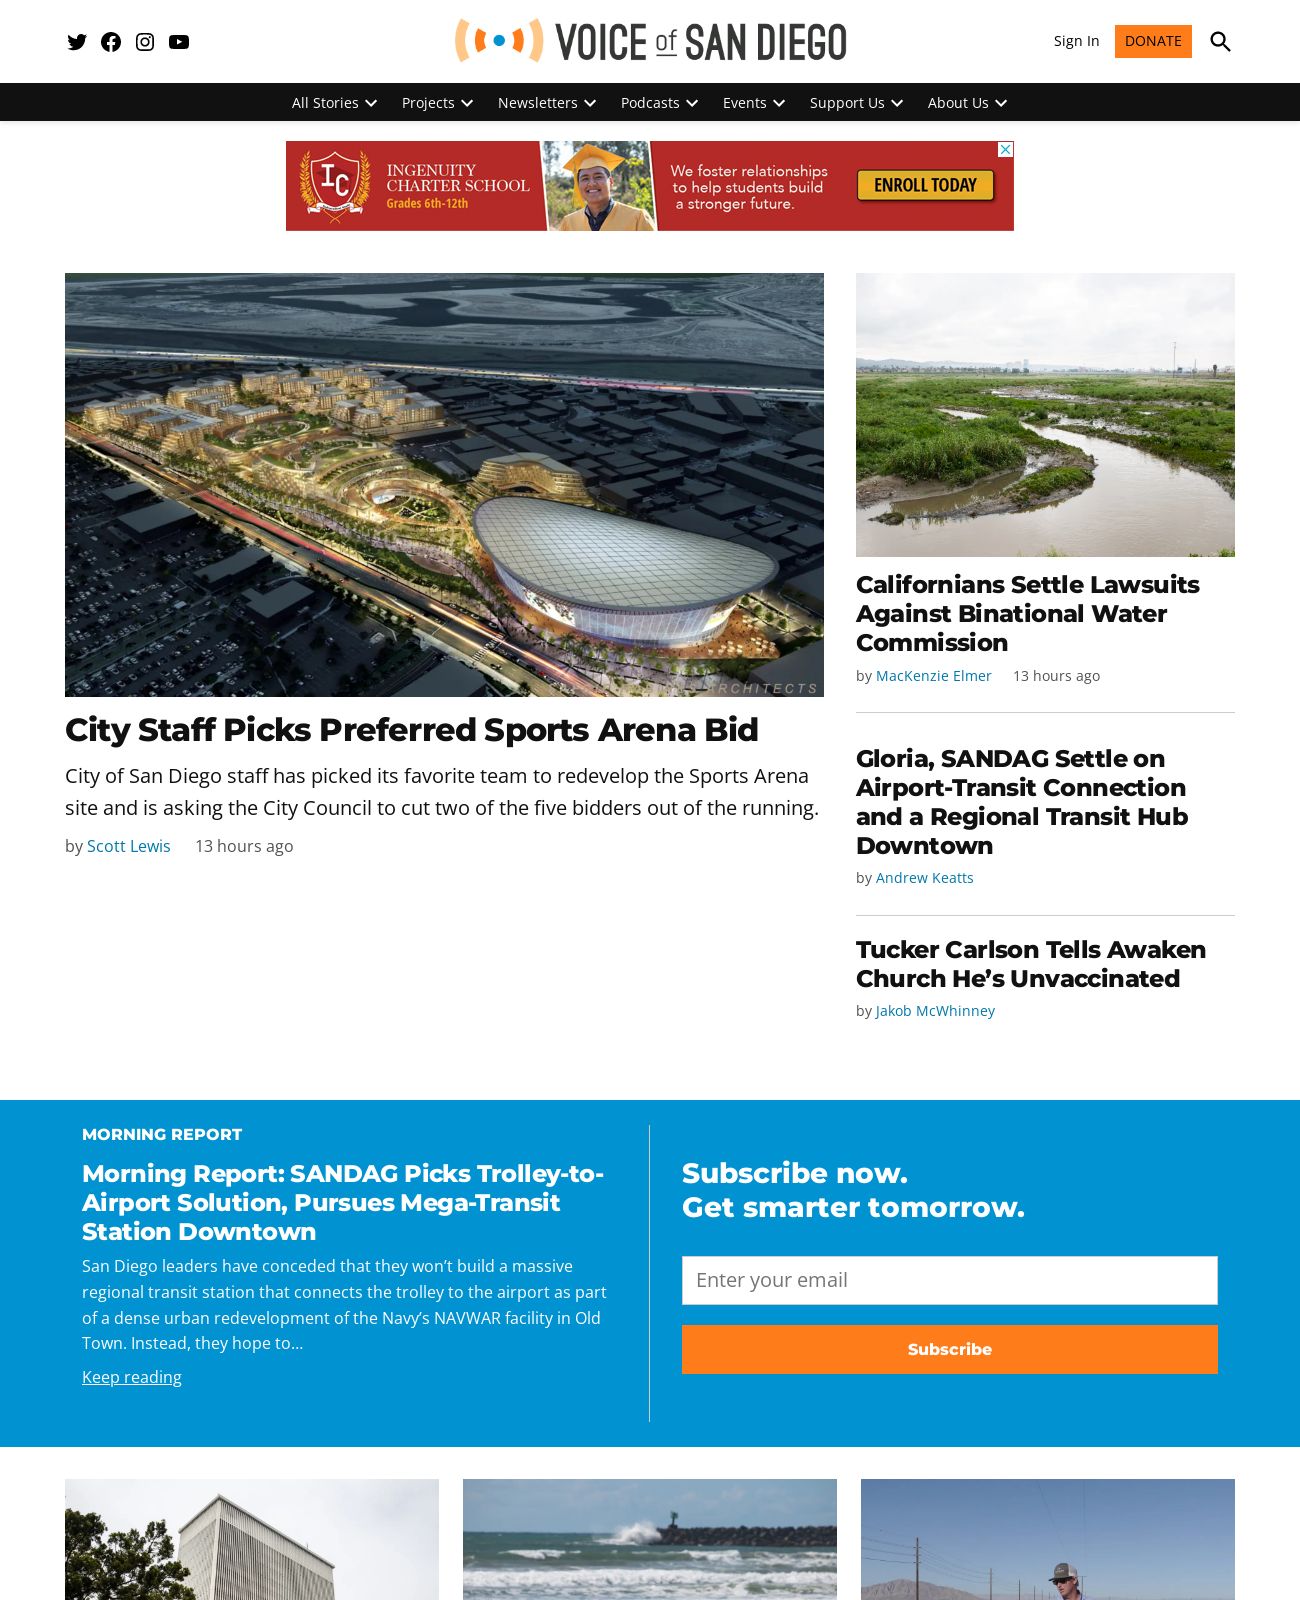 VOICE of SAN DIEGO
Sign In
DONATE
All Stories
Projects
Newsletters
Podcasts
Events
Support Us
About Us
IC
INGENUITY
CHARTER SCHOOL
Grades 6th-12th
We foster relationships
to help students build
a stronger future.
ENROLL TODAY
ARCHITECTS
City Staff Picks Preferred Sports Arena Bid
City of San Diego staff has picked its favorite team to redevelop the Sports Arena
site and is asking the City Council to cut two of the five bidders out of the running.
by Scott Lewis 13 hours ago
Californians Settle Lawsuits
Against Binational Water
Commission
by MacKenzie Elmer 13 hours ago
Gloria, SANDAG Settle on
Airport-Transit Connection
and a Regional Transit Hub
Downtown
by Andrew Keatts
Tucker Carlson Tells Awaken
Church He’s Unvaccinated
by Jakob McWhinney
MORNING REPORT
Morning Report: SANDAG Picks Trolley-to-
Airport Solution, Pursues Mega-Transit
Station Downtown
San Diego leaders have conceded that they won’t build a massive
regional transit station that connects the trolley to the airport as part
of a dense urban redevelopment of the Navy’s NAVWAR facility in Old
Town. Instead, they hope to…
Keep reading
Subscribe now.
Get smarter tomorrow.
Enter your email
Subscribe